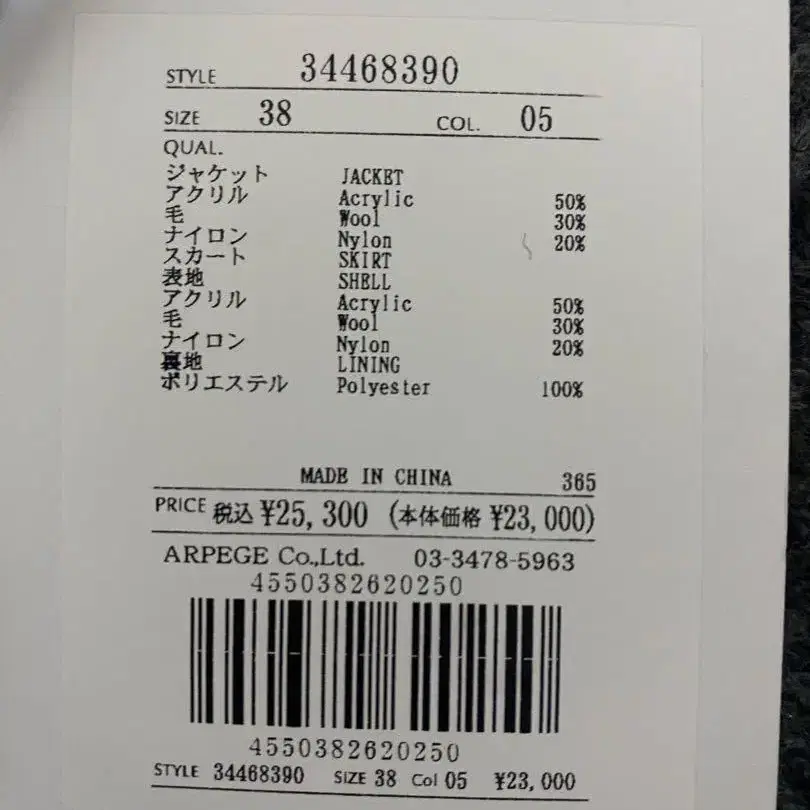 STYLE 34468390
SIZE 38 COL. 05
QUAL.
ジャケット JACKET
アクリル Acrylic 50%
毛 Wool 30%
ナイロン Nylon 20%
スカート SKIRT
表地 SHELL
アクリル Acrylic 50%
毛 Wool 30%
ナイロン Nylon 20%
裏地 LINING
ポリエステル Polyester 100%
MADE IN CHINA 365
PRICE 税込 ¥25,300 (本体価格 ¥23,000)
ARPEGE Co.,Ltd. 03-3478-5963
4550382620250
4550382620250
STYLE 34468390 SIZE 38 Col 05 ¥23,000